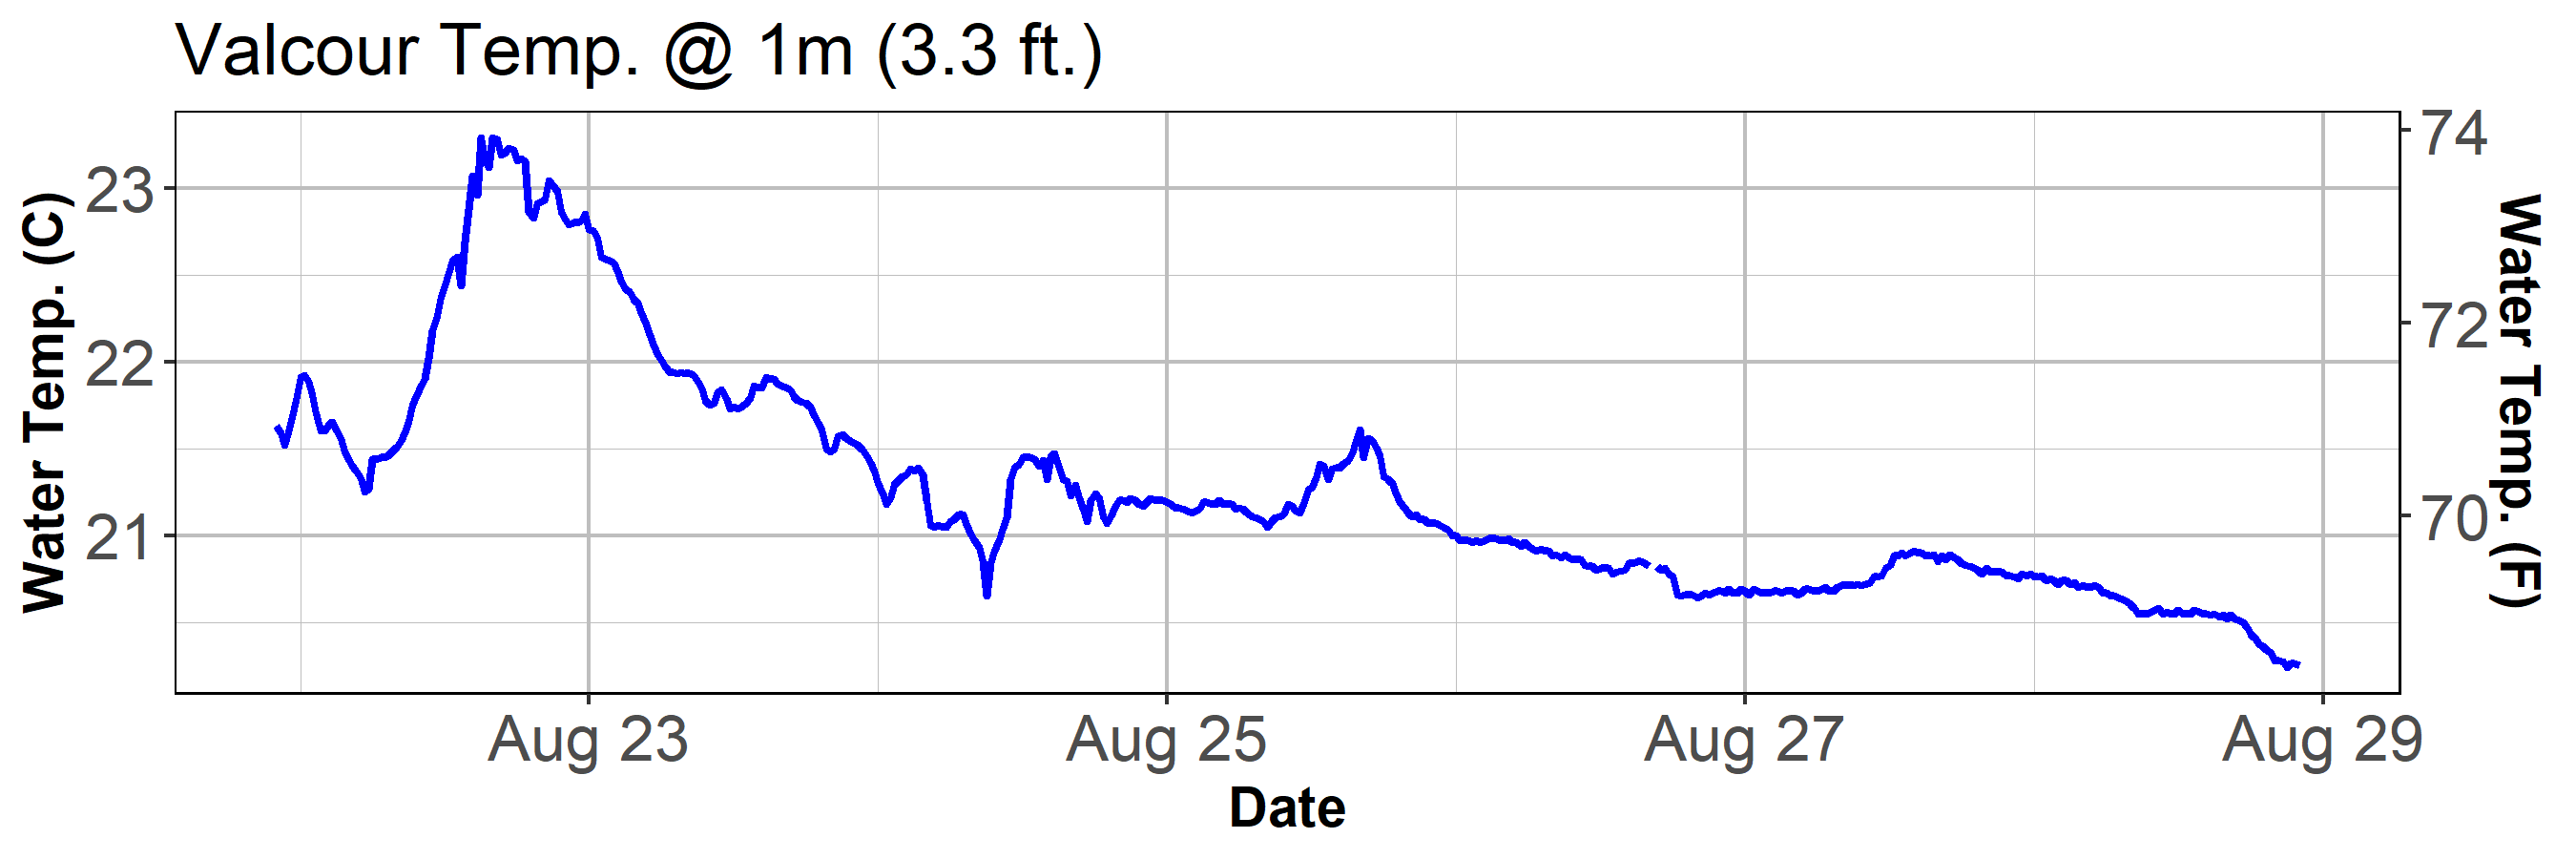 Valcour Temp. @ 1m (3.3 ft.)
Water Temp. (C)
23
22
21
74
72
70
Water Temp. (F)
Aug 23
Aug 25
Aug 27
Aug 29
Date